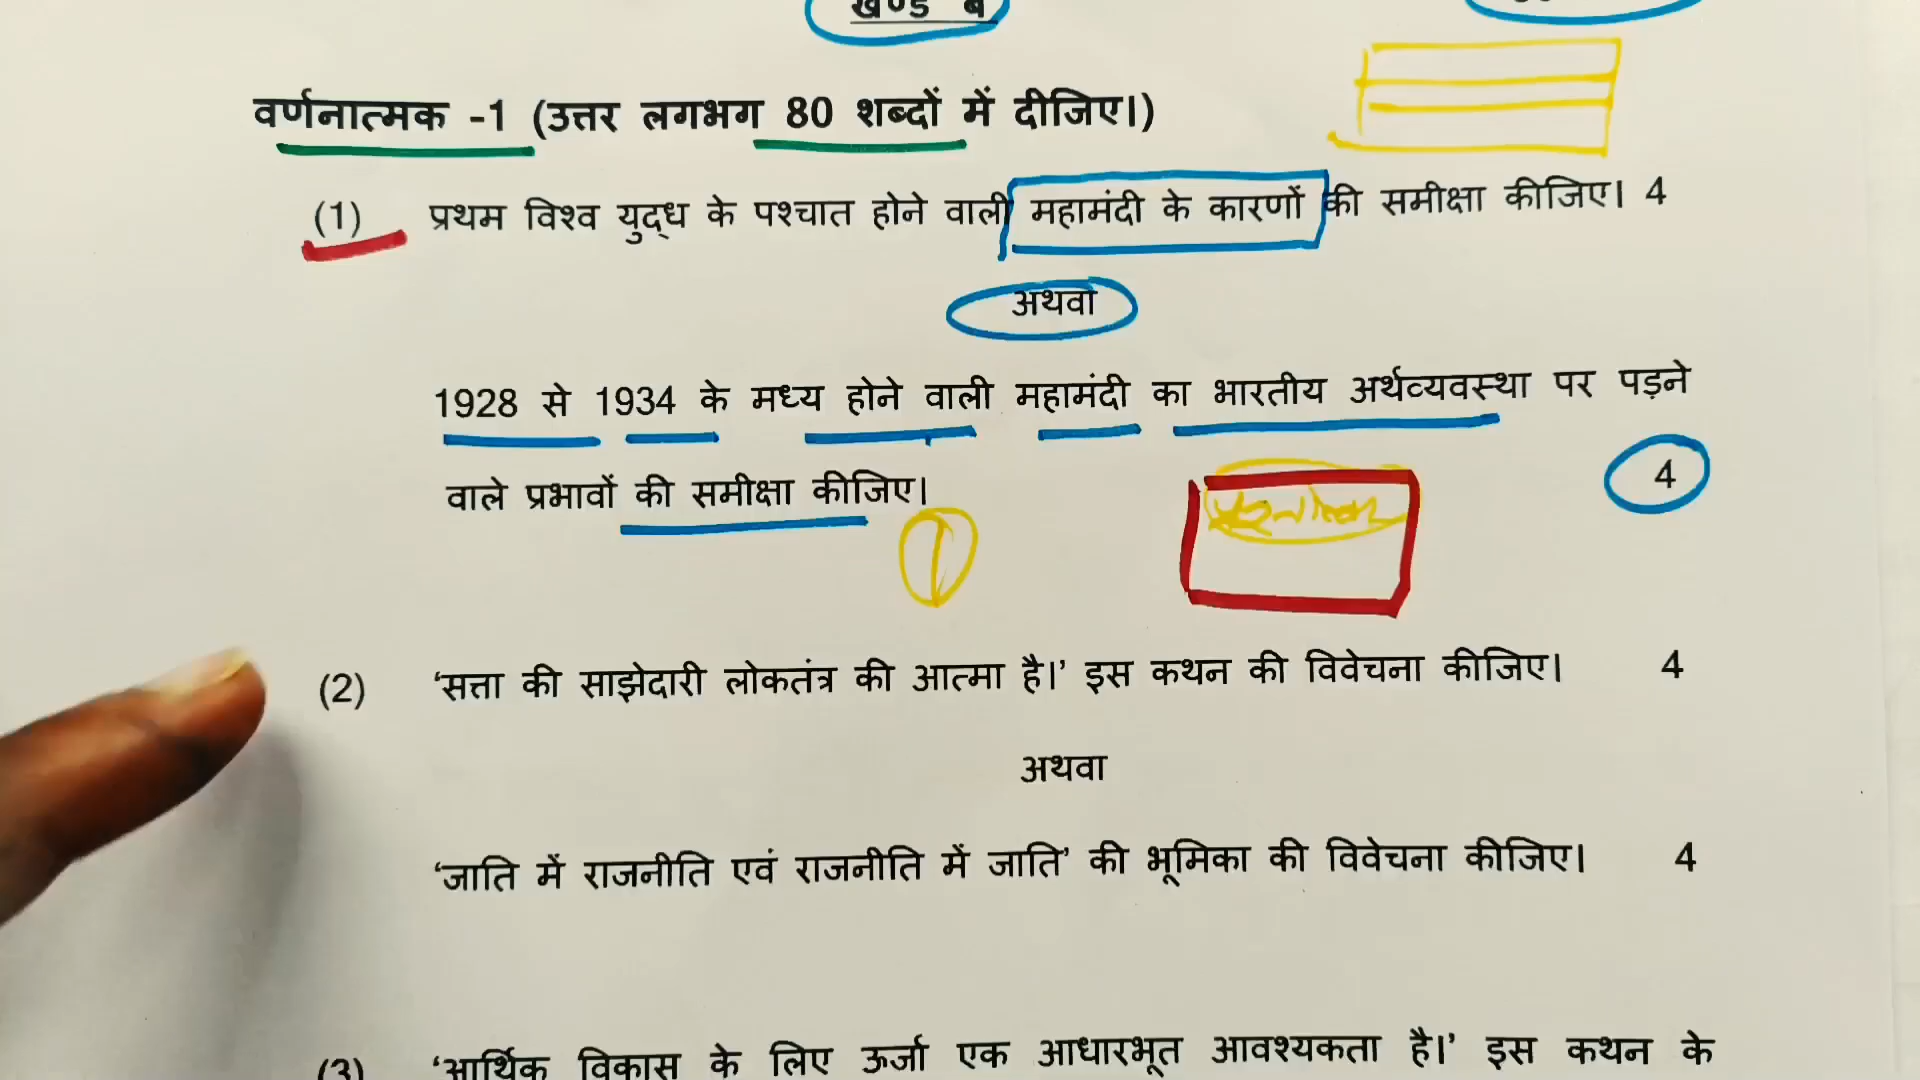 खण्ड ब
वर्णनात्मक -1 (उत्तर लगभग 80 शब्दों में दीजिए।)
(1) प्रथम विश्व युद्ध के पश्चात होने वाली महामंदी के कारणों की समीक्षा कीजिए। 4
अथवा
1928 से 1934 के मध्य होने वाली महामंदी का भारतीय अर्थव्यवस्था पर पड़ने
वाले प्रभावों की समीक्षा कीजिए। 4
(2) ‘सत्ता की साझेदारी लोकतंत्र की आत्मा है।’ इस कथन की विवेचना कीजिए। 4
अथवा
‘जाति में राजनीति एवं राजनीति में जाति’ की भूमिका की विवेचना कीजिए। 4
(3) ‘आर्थिक विकास के लिए ऊर्जा एक आधारभूत आवश्यकता है।’ इस कथन के